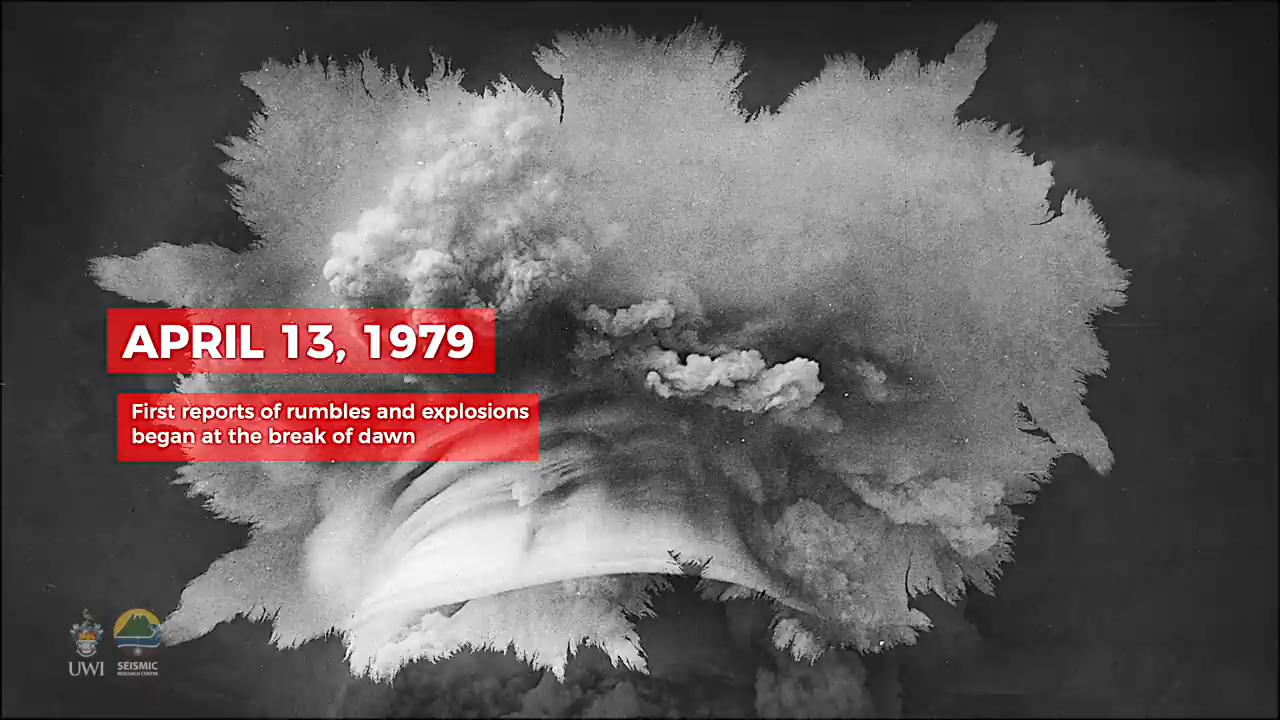 APRIL 13, 1979
First reports of rumbles and explosions
began at the break of dawn
UWI
SEISMIC
RESEARCH CENTRE